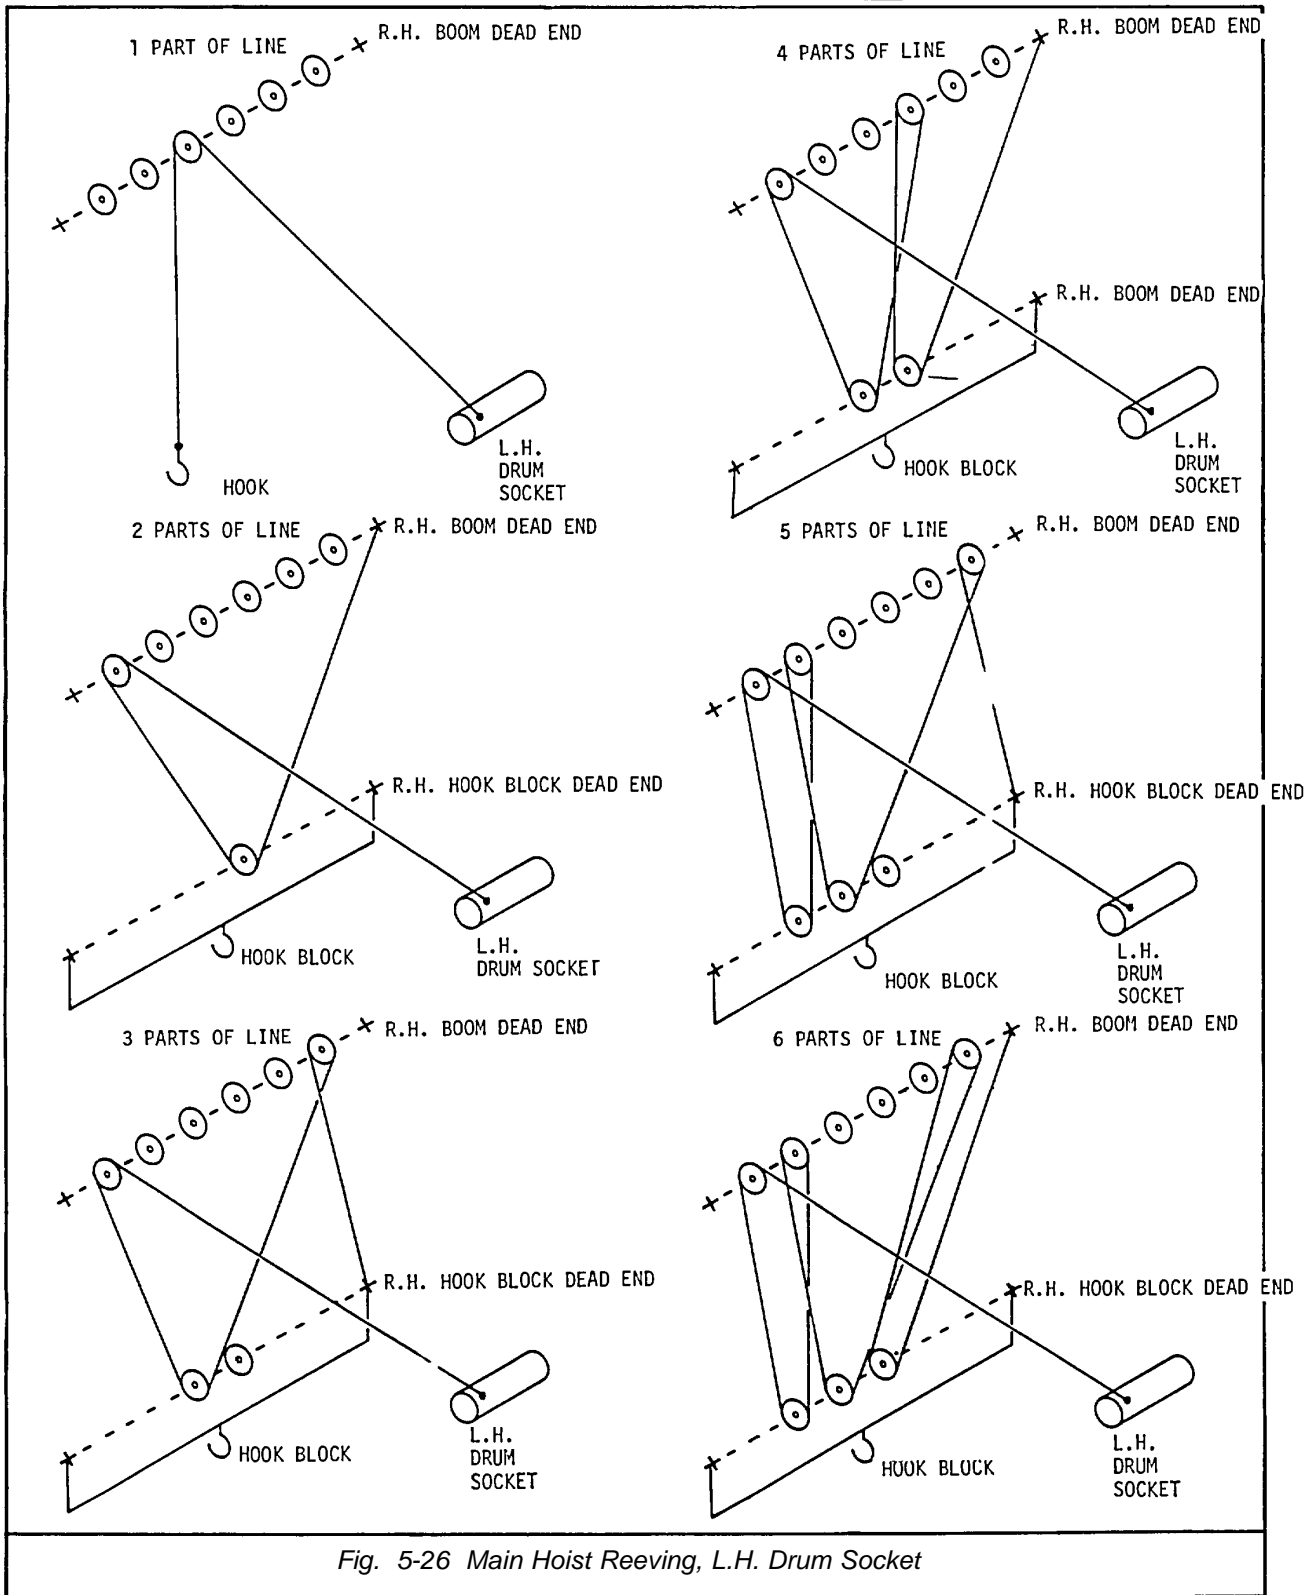 1 PART OF LINE
R.H. BOOM DEAD END
HOOK
L.H.
DRUM
SOCKET
2 PARTS OF LINE
R.H. BOOM DEAD END
R.H. HOOK BLOCK DEAD END
HOOK BLOCK
L.H.
DRUM SOCKET
3 PARTS OF LINE
R.H. BOOM DEAD END
R.H. HOOK BLOCK DEAD END
HOOK BLOCK
L.H.
DRUM
SOCKET
4 PARTS OF LINE
R.H. BOOM DEAD END
R.H. BOOM DEAD END
HOOK BLOCK
L.H.
DRUM
SOCKET
5 PARTS OF LINE
R.H. BOOM DEAD END
R.H. HOOK BLOCK DEAD END
HOOK BLOCK
L.H.
DRUM
SOCKET
6 PARTS OF LINE
R.H. BOOM DEAD END
R.H. HOOK BLOCK DEAD END
HOOK BLOCK
L.H.
DRUM
SOCKET
Fig. 5-26 Main Hoist Reeving, L.H. Drum Socket